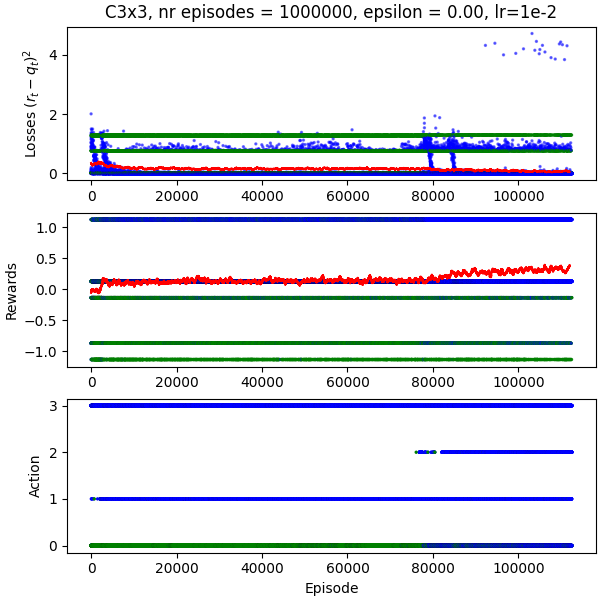 C3x3, nr episodes = 1000000, epsilon = 0.00, lr=1e-2
Losses $(r_t - q_t)^2$
4
2
0
0 20000 40000 60000 80000 100000
Rewards
1.0
0.5
0.0
−0.5
−1.0
0 20000 40000 60000 80000 100000
Action
3
2
1
0
0 20000 40000 60000 80000 100000
Episode